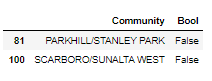 Community Bool
81 PARKHILL/STANLEY PARK False
100 SCARBORO/SUNALTA WEST False